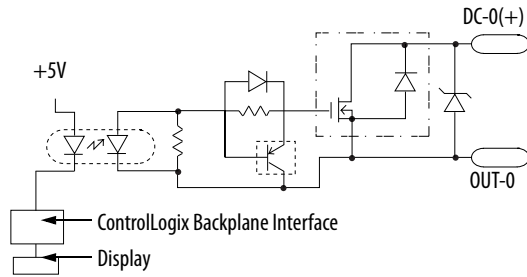 DC-0(+)
+5V
OUT-0
ControlLogix Backplane Interface
Display